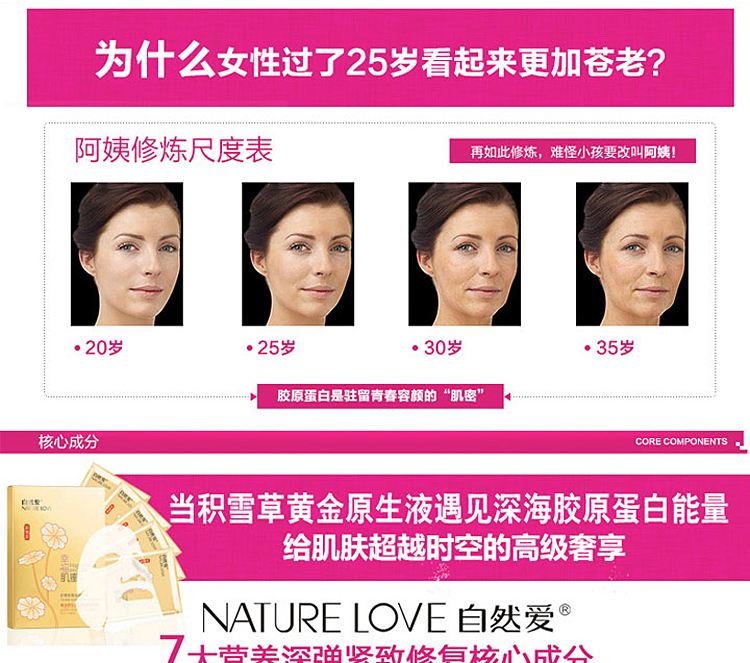 为什么女性过了25岁看起来更加苍老?
阿姨修炼尺度表
再如此修炼，难怪小孩要改叫阿姨！
• 20岁
• 25岁
• 30岁
• 35岁
胶原蛋白是驻留青春容颜的“肌密”
核心成分
CORE COMPONENTS
当积雪草黄金原生液遇见深海胶原蛋白能量
给肌肤超越时空的高级奢享
自然爱
NATURE LOVE
肌密
NATURE LOVE 自然爱®
7大营养深弹紧致修复核心成分